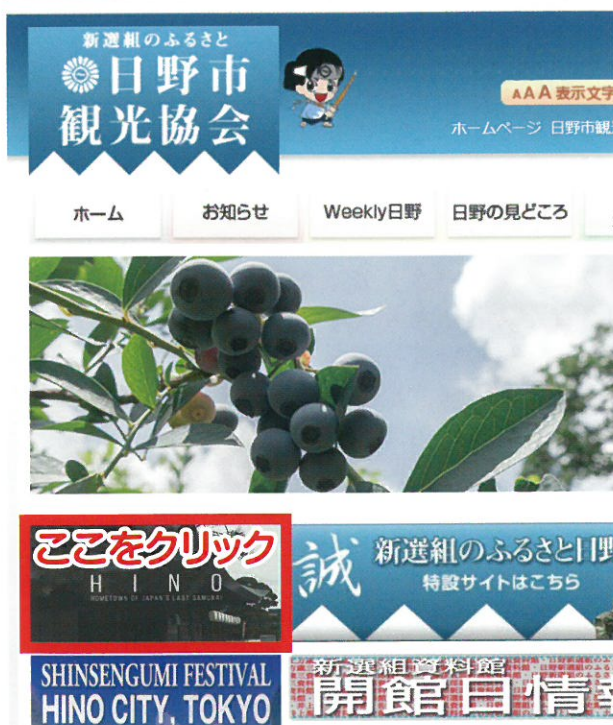 新選組のふるさと
日野市
観光協会
AAA 表示文字
ホームページ 日野市観
ホーム
お知らせ
Weekly日野
日野の見どころ
ここをクリック
HINO
HOMETOWN OF JAPAN'S LAST SAMURAI
誠
新選組のふるさと日野
特設サイトはこちら
SHINSENGUMI FESTIVAL
HINO CITY, TOKYO
新選組資料館
開館日情